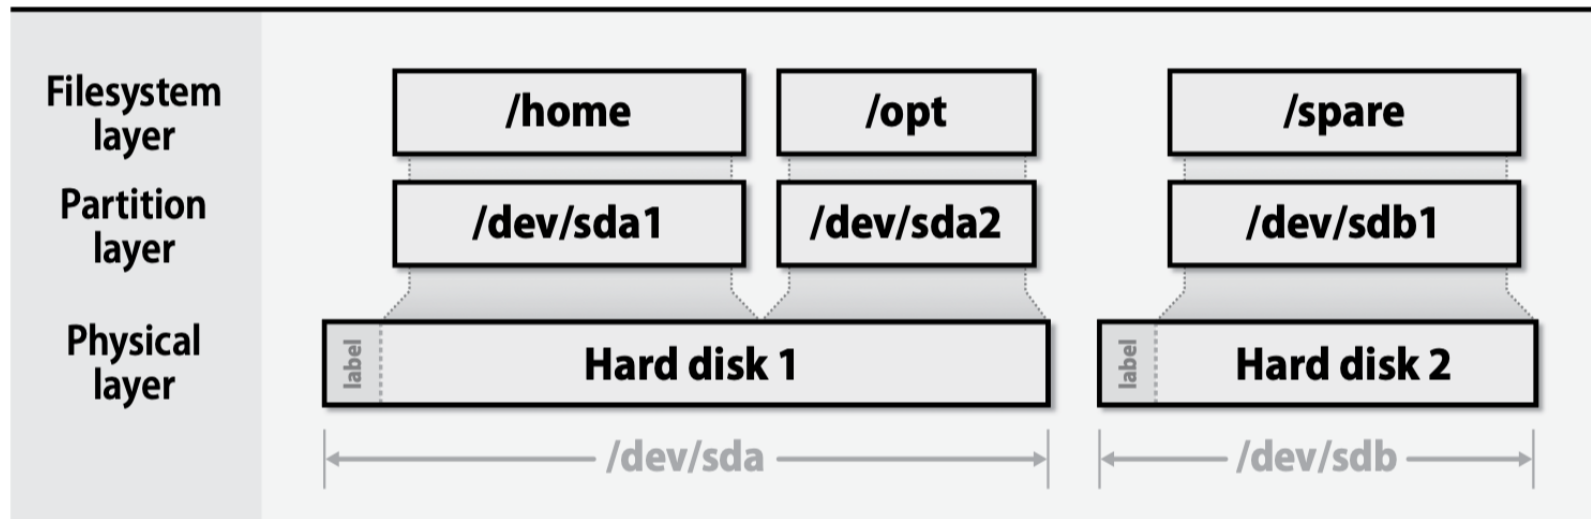 Filesystem
layer
/home
/opt
/spare
Partition
layer
/dev/sda1
/dev/sda2
/dev/sdb1
Physical
layer
label
Hard disk 1
label
Hard disk 2
/dev/sda
/dev/sdb